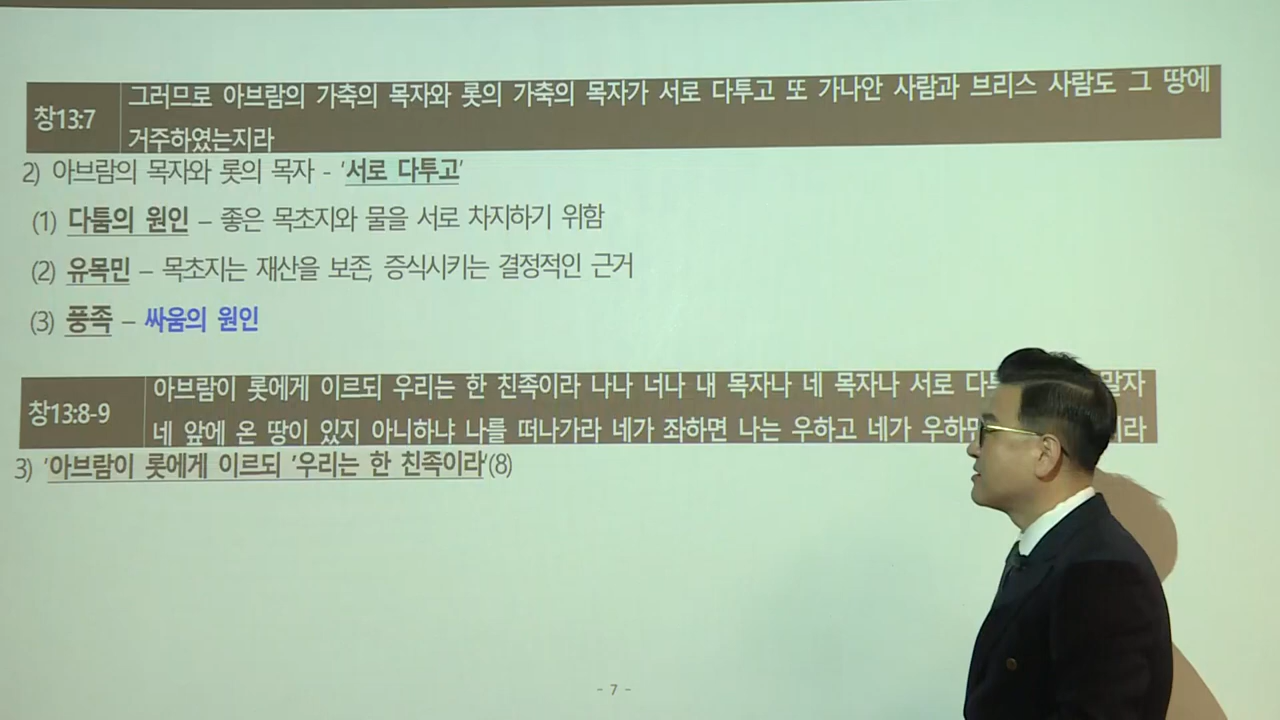 창13:7
그러므로 아브람의 가축의 목자와 롯의 가축의 목자가 서로 다투고 또 가나안 사람과 브리스 사람도 그 땅에
거주하였는지라
2) 아브람의 목자와 롯의 목자 - ‘서로 다투고’
(1) 다툼의 원인 – 좋은 목초지와 물을 서로 차지하기 위함
(2) 유목민 – 목초지는 재산을 보존, 증식시키는 결정적인 근거
(3) 풍족 – 싸움의 원인
창13:8-9
아브람이 롯에게 이르되 우리는 한 친족이라 나나 너나 내 목자나 네 목자나 서로 말자
네 앞에 온 땅이 있지 아니하냐 나를 떠나가라 네가 좌하면 나는 우하고 네가
3) ‘아브람이 롯에게 이르되 ‘우리는 한 친족이라’(8)
- 7 -